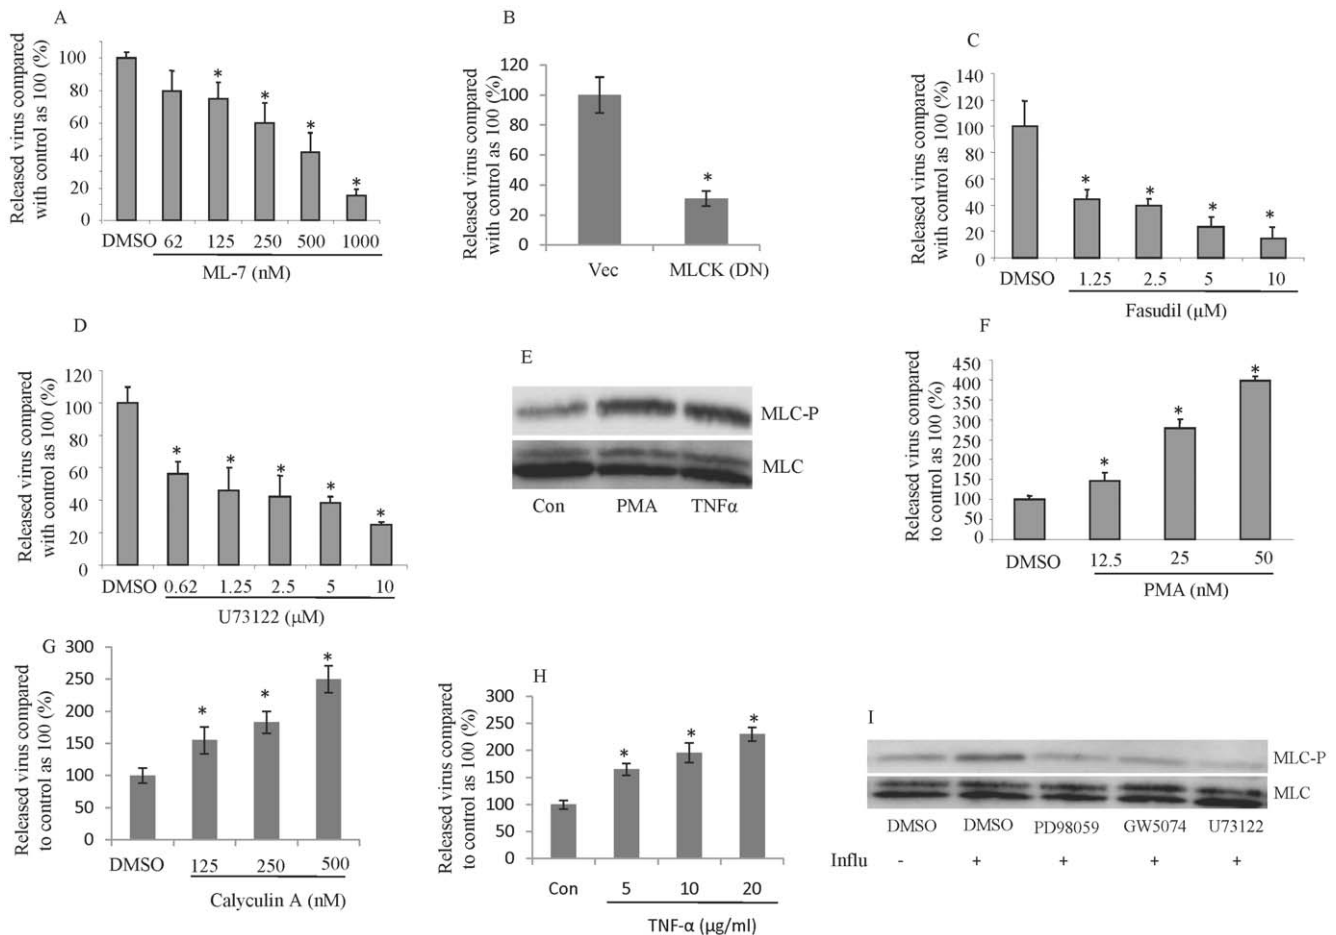 A
Released virus compared
with control as 100 (%)
100
80
60
40
20
0
* * * *
DMSO 62 125 250 500 1000
ML-7 (nM)
B
Released virus compared
with control as 100 (%)
120
100
80
60
40
20
0
*
Vec MLCK (DN)
C
Released virus compared
with control as 100 (%)
140
120
100
80
60
40
20
0
* * * *
DMSO 1.25 2.5 5 10
Fasudil (μM)
D
Released virus compared
with control as 100 (%)
120
100
80
60
40
20
0
* * * * *
DMSO 0.62 1.25 2.5 5 10
U73122 (μM)
E
MLC-P
MLC
Con PMA TNFα
F
Released virus compared
to control as 100 (%)
450
400
350
300
250
200
150
100
50
0
* * *
DMSO 12.5 25 50
PMA (nM)
G
Released virus compared
to control as 100 (%)
300
250
200
150
100
50
0
* * *
DMSO 125 250 500
Calyculin A (nM)
H
Released virus compared
to control as 100 (%)
300
250
200
150
100
50
0
* * *
Con 5 10 20
TNF-α (μg/ml)
I
MLC-P
MLC
DMSO DMSO PD98059 GW5074 U73122
Influ - + + + +